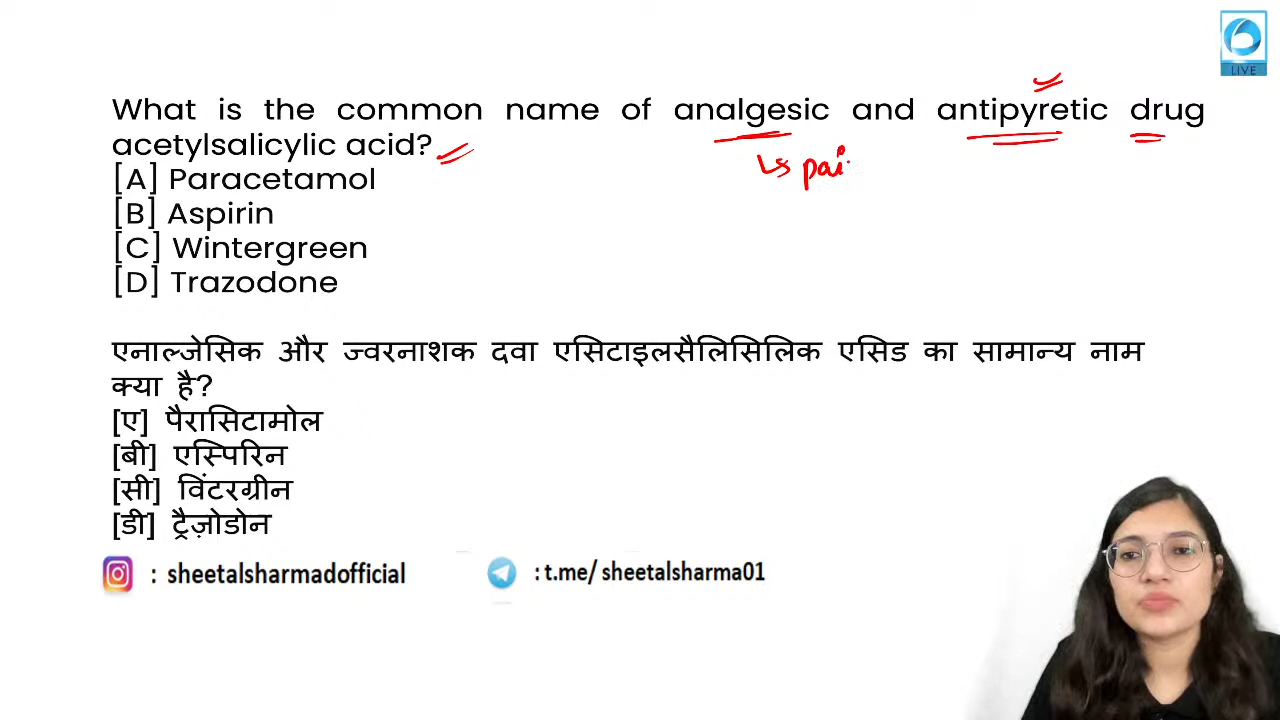 LIVE
What is the common name of analgesic and antipyretic drug
acetylsalicylic acid?
pai
[A] Paracetamol
[B] Aspirin
[C] Wintergreen
[D] Trazodone
एनाल्जेसिक और ज्वरनाशक दवा एसिटाइलसैलिसिलिक एसिड का सामान्य नाम
क्या है?
[ए] पैरासिटामोल
[बी] एस्पिरिन
[सी] विंटरग्रीन
[डी] ट्रैज़ोडोन
: sheetalsharmadofficial
: t.me/ sheetalsharma01